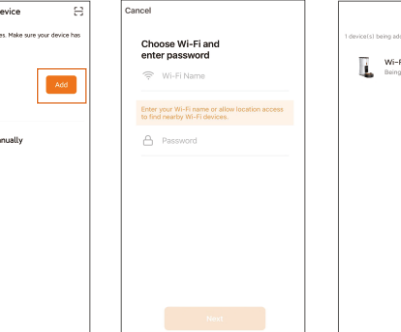 evice
es. Make sure your device has
Add
nually
Cancel
Choose Wi-Fi and
enter password
Wi-Fi Name
Enter your Wi-Fi name or allow location access
to find nearby Wi-Fi devices.
Password
Next
1 device(s) being add
Wi-F
Being